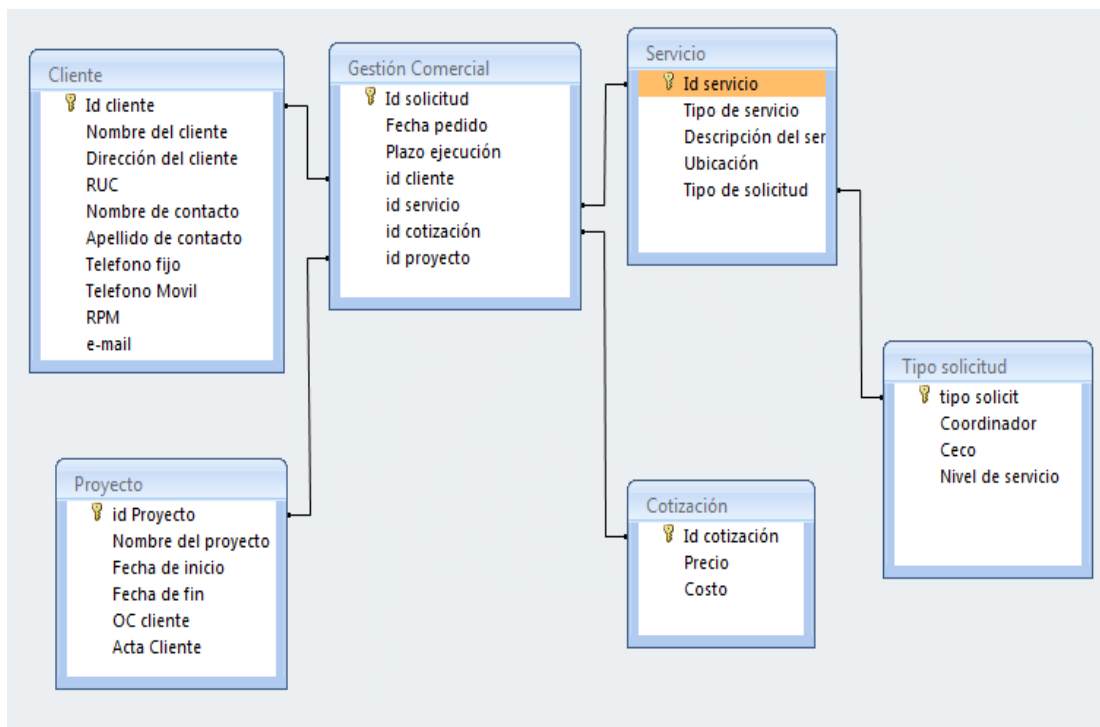 Cliente
Id cliente
Nombre del cliente
Dirección del cliente
RUC
Nombre de contacto
Apellido de contacto
Telefono fijo
Telefono Movil
RPM
e-mail
Gestión Comercial
Id solicitud
Fecha pedido
Plazo ejecución
id cliente
id servicio
id cotización
id proyecto
Servicio
Id servicio
Tipo de servicio
Descripción del ser
Ubicación
Tipo de solicitud
Tipo solicitud
tipo solicit
Coordinador
Ceco
Nivel de servicio
Proyecto
id Proyecto
Nombre del proyecto
Fecha de inicio
Fecha de fin
OC cliente
Acta Cliente
Cotización
Id cotización
Precio
Costo